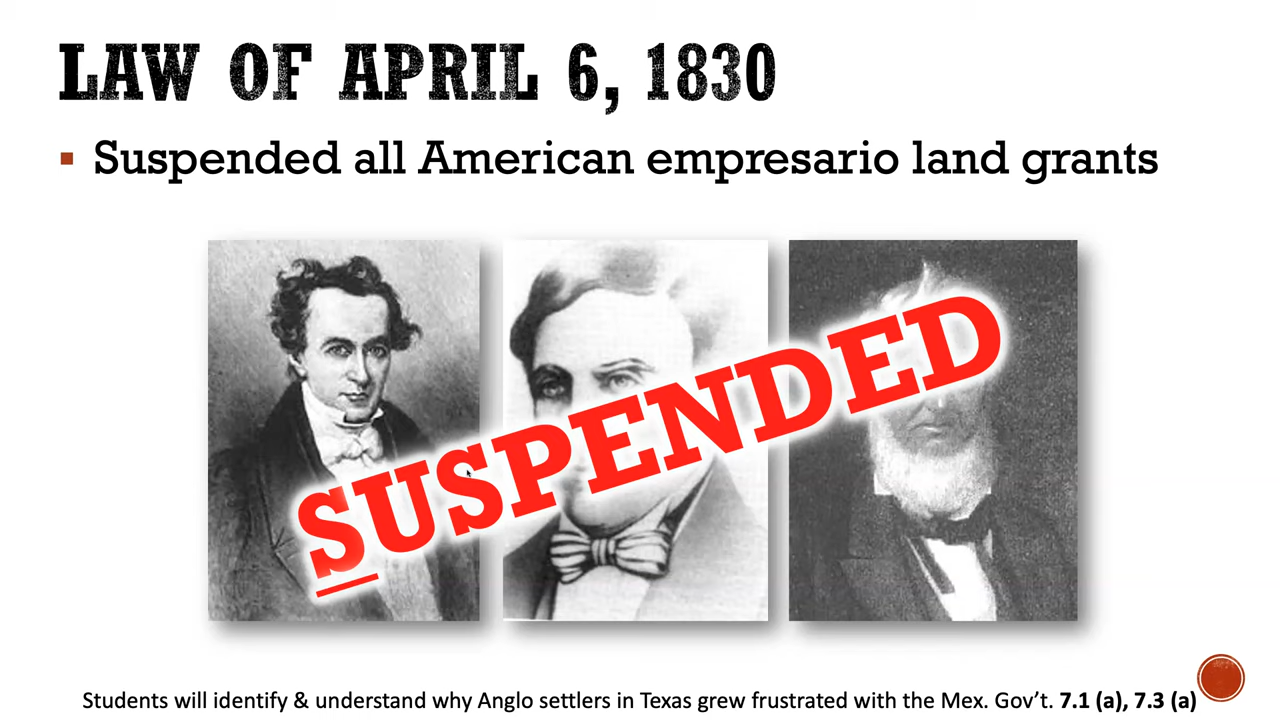 LAW OF APRIL 6, 1830
▪ Suspended all American empresario land grants
SUSPENDED
Students will identify & understand why Anglo settlers in Texas grew frustrated with the Mex. Gov’t. 7.1 (a), 7.3 (a)